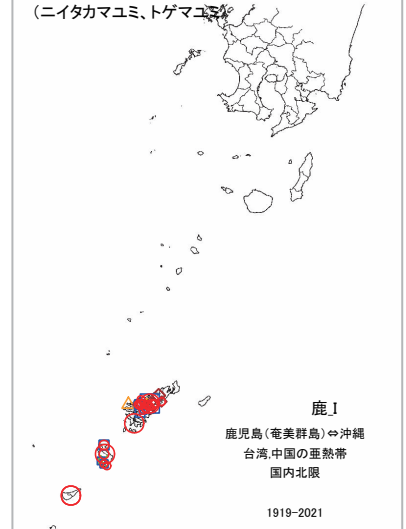 (ニイタカマユミ、トゲマユミ)
鹿_I
鹿児島(奄美群島)⇔沖縄
台湾,中国の亜熱帯
国内北限
1919-2021